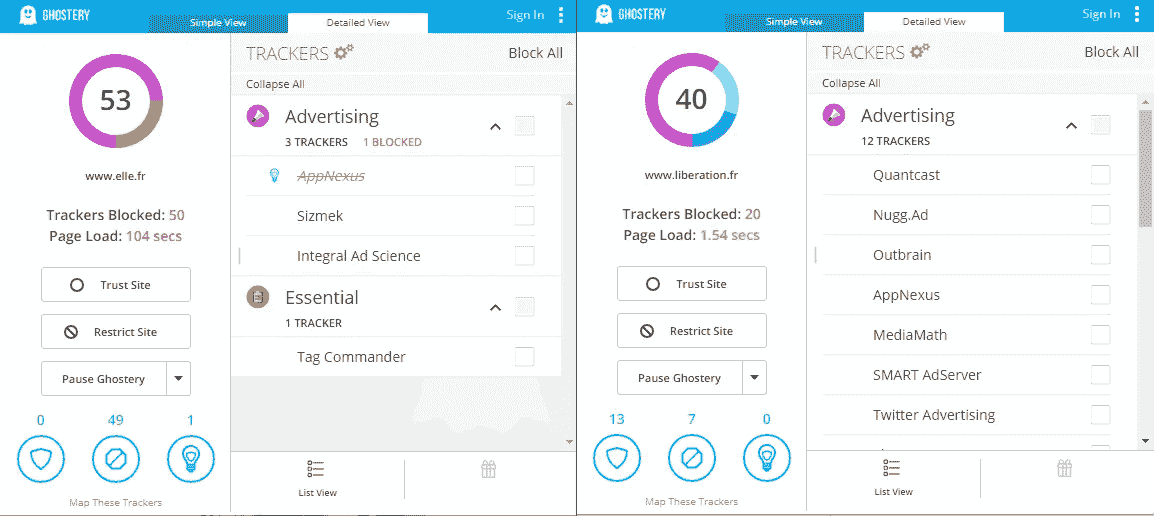 GHOSTERY
Simple View
Detailed View
Sign In
53
www.elle.fr
Trackers Blocked: 50
Page Load: 104 secs
Trust Site
Restrict Site
Pause Ghostery
0 49 1
Map These Trackers
TRACKERS
Block All
Collapse All
Advertising
3 TRACKERS 1 BLOCKED
AppNexus
Sizmek
Integral Ad Science
Essential
1 TRACKER
Tag Commander
List View
GHOSTERY
Simple View
Detailed View
Sign In
40
www.liberation.fr
Trackers Blocked: 20
Page Load: 1.54 secs
Trust Site
Restrict Site
Pause Ghostery
13 7 0
Map These Trackers
TRACKERS
Block All
Collapse All
Advertising
12 TRACKERS
Quantcast
Nugg.Ad
Outbrain
AppNexus
MediaMath
SMART AdServer
Twitter Advertising
List View